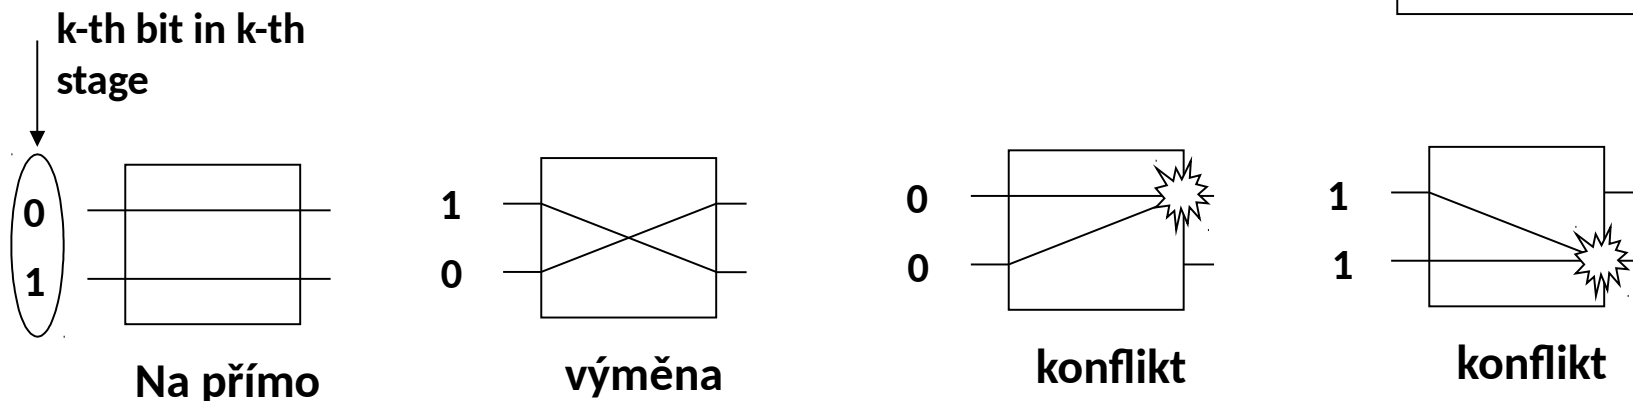 k-th bit in k-th
stage
0
1
Na přímo
1
0
výměna
0
0
konflikt
1
1
konflikt